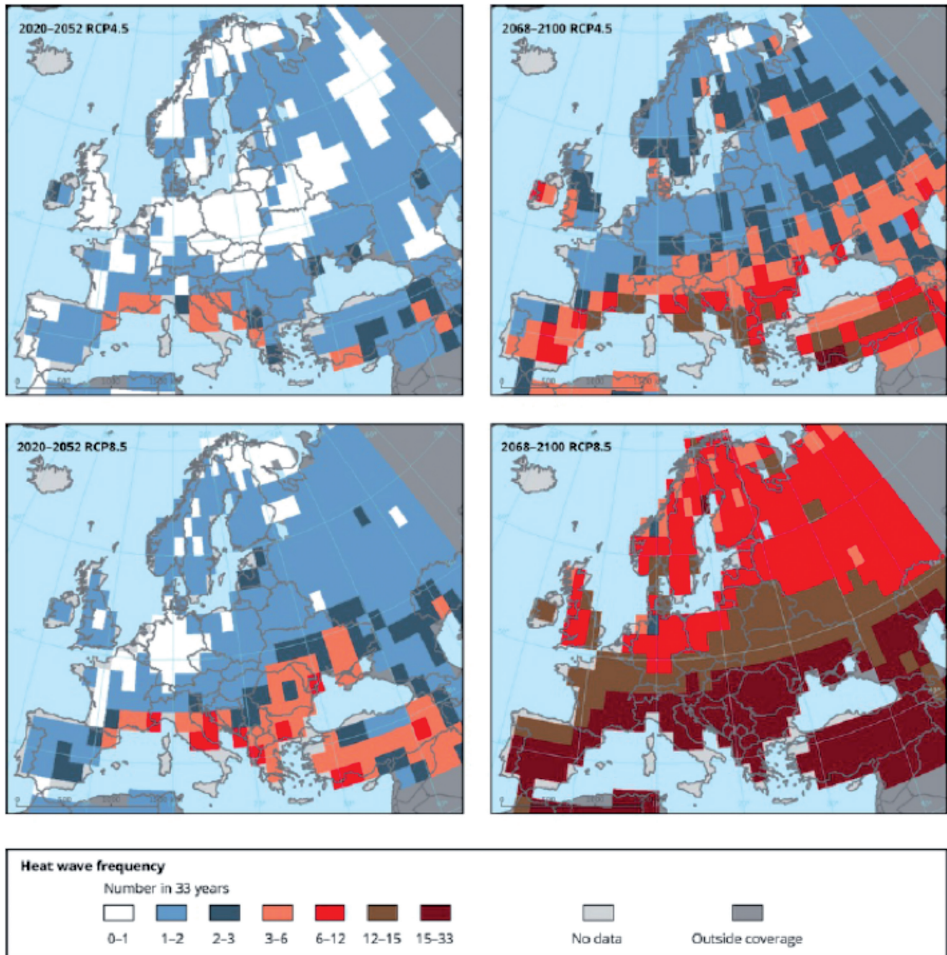 2020–2052 RCP4.5
2068–2100 RCP4.5
2020–2052 RCP8.5
2068–2100 RCP8.5
Heat wave frequency
Number in 33 years
0–1
1–2
2–3
3–6
6–12
12–15
15–33
No data
Outside coverage